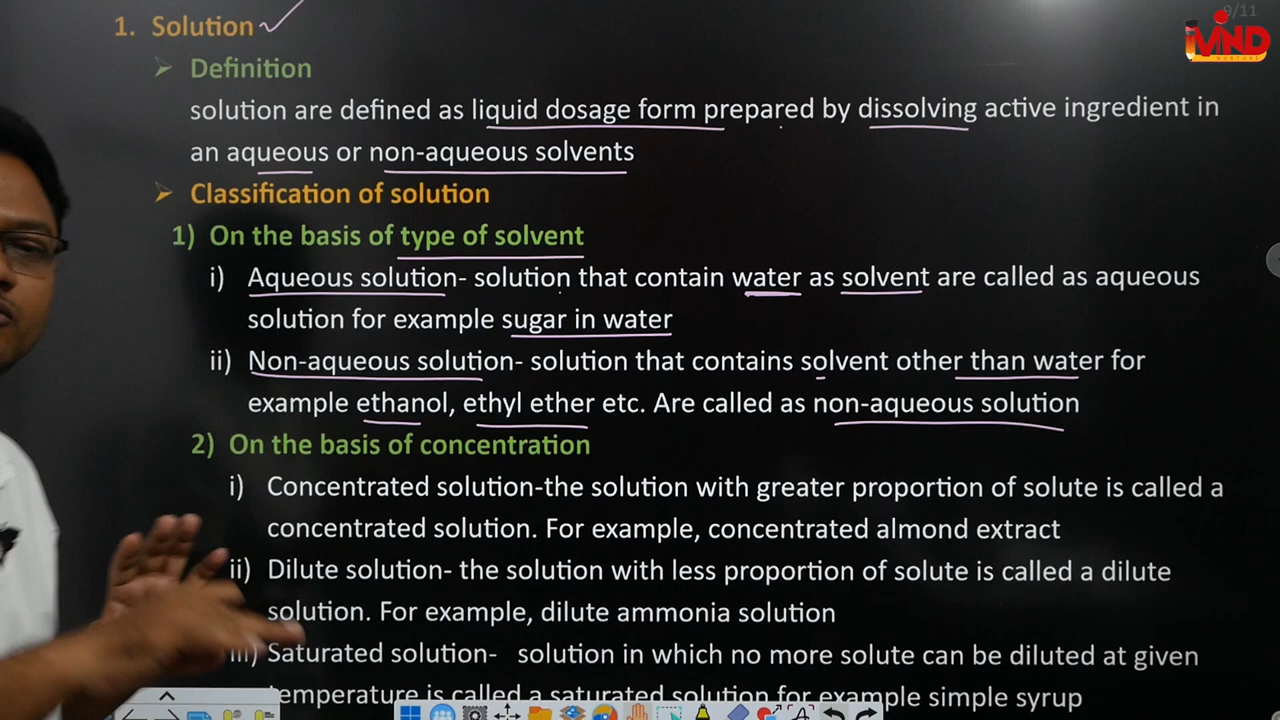 9/11
iMIND
NURTURE
1. Solution
Definition
solution are defined as liquid dosage form prepared by dissolving active ingredient in
an aqueous or non-aqueous solvents
Classification of solution
1) On the basis of type of solvent
i) Aqueous solution- solution that contain water as solvent are called as aqueous
solution for example sugar in water
ii) Non-aqueous solution- solution that contains solvent other than water for
example ethanol, ethyl ether etc. Are called as non-aqueous solution
2) On the basis of concentration
i) Concentrated solution-the solution with greater proportion of solute is called a
concentrated solution. For example, concentrated almond extract
ii) Dilute solution- the solution with less proportion of solute is called a dilute
solution. For example, dilute ammonia solution
iii) Saturated solution- solution in which no more solute can be diluted at given
temperature is called a saturated solution for example simple syrup